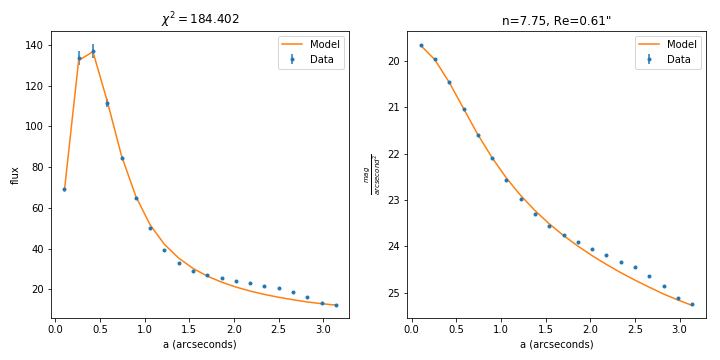 χ² = 184.402
140
120
100
80
60
40
20
flux
0.0 0.5 1.0 1.5 2.0 2.5 3.0
a (arcseconds)
Model
Data
n=7.75, Re=0.61"
20
21
22
23
24
25
mag
arcsecond²
0.0 0.5 1.0 1.5 2.0 2.5 3.0
a (arcseconds)
Model
Data